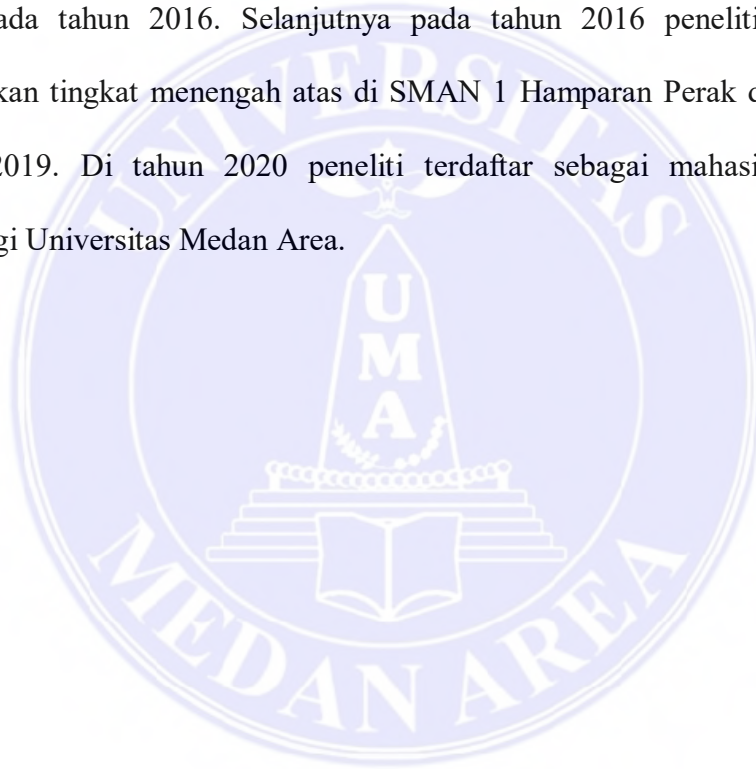 ada tahun 2016. Selanjutnya pada tahun 2016 peneliti
kan tingkat menengah atas di SMAN 1 Hamparan Perak d
2019. Di tahun 2020 peneliti terdaftar sebagai mahasi
gi Universitas Medan Area.
UNIVERSITAS
U
M
A
MEDAN AREA